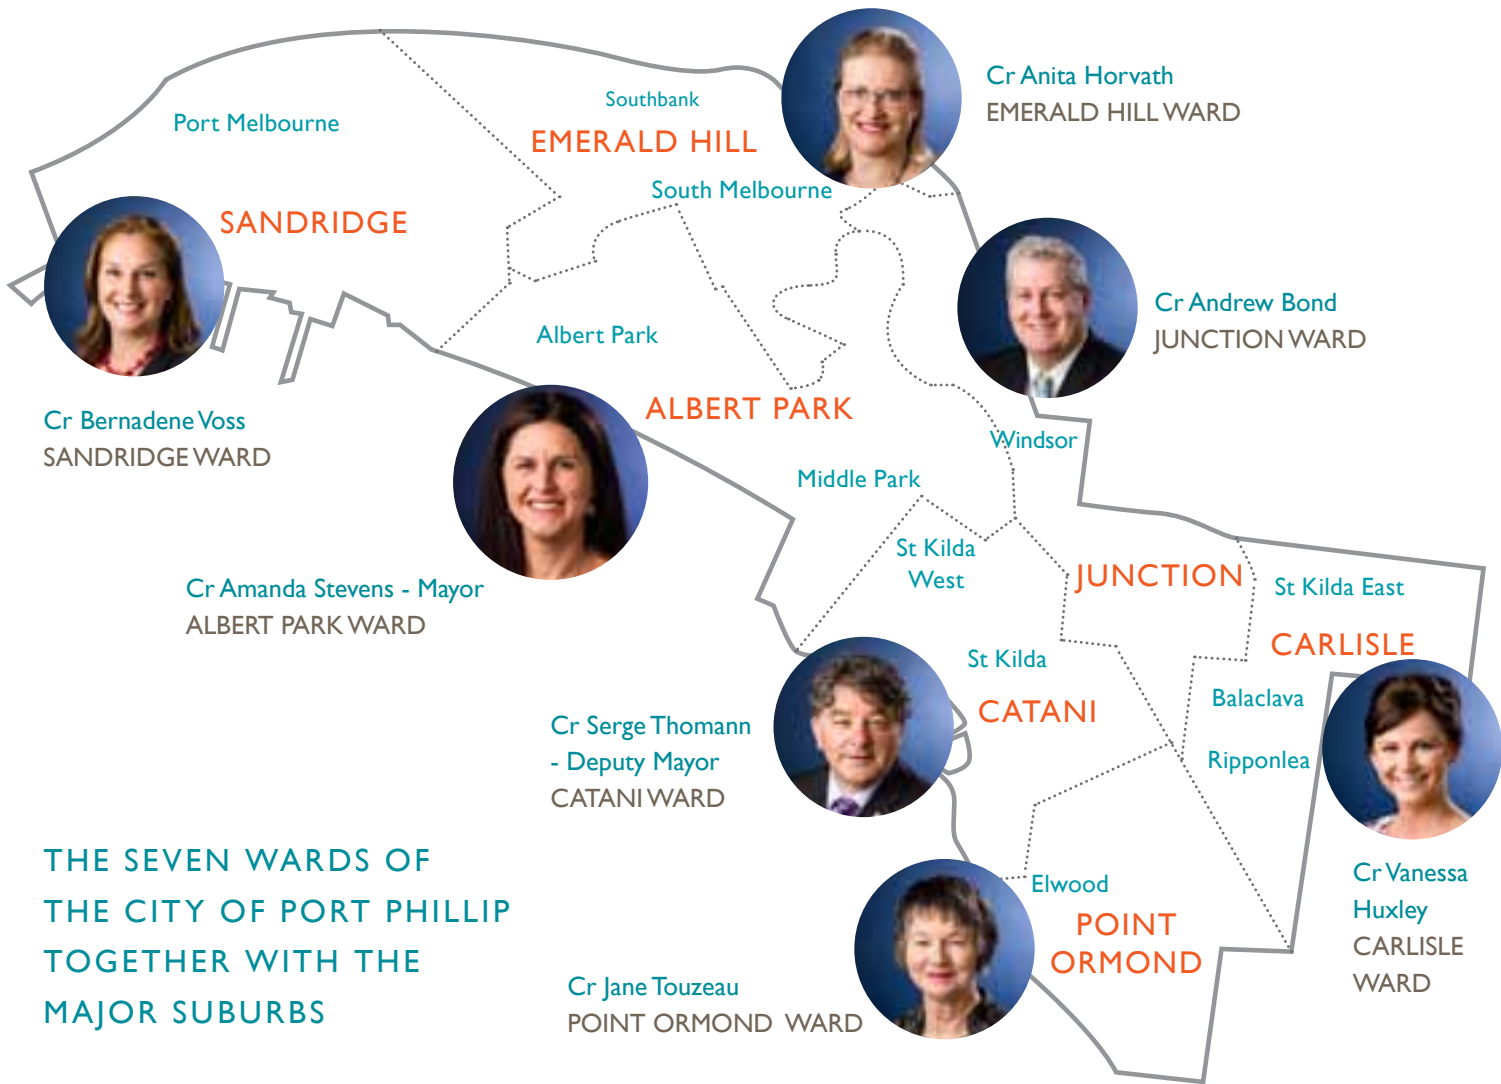 Cr Anita Horvath
EMERALD HILL WARD
Southbank
Port Melbourne
EMERALD HILL
South Melbourne
SANDRIDGE
Cr Andrew Bond
JUNCTION WARD
Albert Park
ALBERT PARK
Cr Bernadene Voss
SANDRIDGE WARD
Windsor
Middle Park
St Kilda
West
JUNCTION
St Kilda East
Cr Amanda Stevens - Mayor
ALBERT PARK WARD
CARLISLE
St Kilda
Balaclava
CATANI
Cr Serge Thomann
- Deputy Mayor
CATANI WARD
Ripponlea
THE SEVEN WARDS OF
THE CITY OF PORT PHILLIP
TOGETHER WITH THE
MAJOR SUBURBS
Elwood
POINT
ORMOND
Cr Vanessa
Huxley
CARLISLE
WARD
Cr Jane Touzeau
POINT ORMOND WARD